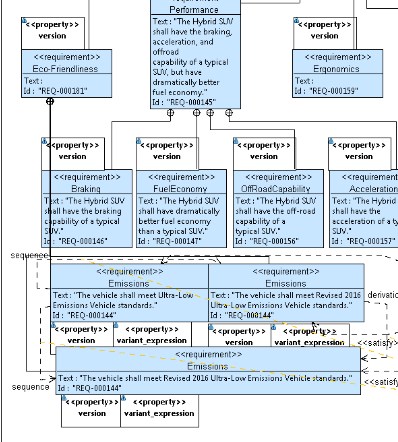 <<requirement>>
Performance
Text : "The Hybrid SUV
shall have the braking,
acceleration, and
offroad
capability of a typical
SUV, but have
dramatically better
fuel economy."
Id : "REQ-000145"
<<property>>
version
<<requirement>>
Eco-Friendliness
Text :
Id : "REQ-000181"
<<property>>
version
<<requirement>>
Ergonomics
Text :
Id : "REQ-000159"
<<property>>
version
<<property>>
version
<<property>>
version
<<property>>
version
<<requirement>>
Braking
Text : "The Hybrid SUV
shall have the braking
capability of a typical
SUV."
Id : "REQ-000146"
<<requirement>>
FuelEconomy
Text : "The Hybrid SUV
shall have dramatically
better fuel economy
than a typical SUV."
Id : "REQ-000147"
<<requirement>>
OffRoadCapability
Text : "The Hybrid SUV
shall have the off-road
capability of a
typical SUV."
Id : "REQ-000156"
<<requirement>>
Acceleration
Text : "The Hybrid
shall have the
acceleration of a ty
SUV."
Id : "REQ-000157"
sequence
<<requirement>>
Emissions
Text : "The vehicle shall meet Ultra-Low
Emissions Vehicle standards."
Id : "REQ-000144"
<<requirement>>
Emissions
Text : "The vehicle shall meet Revised 2016
Ultra-Low Emissions Vehicle standards."
Id : "REQ-000144"
derivatio
<<property>>
version
<<property>>
variant_expression
<<property>>
version
<<property>>
variant_expression
<<satisfy>
<<requirement>>
Emissions
Text : "The vehicle shall meet Revised 2016 Ultra-Low Emissions Vehicle standards."
Id : "REQ-000144"
sequence
<<satisfy
<<property>>
version
<<property>>
variant_expression